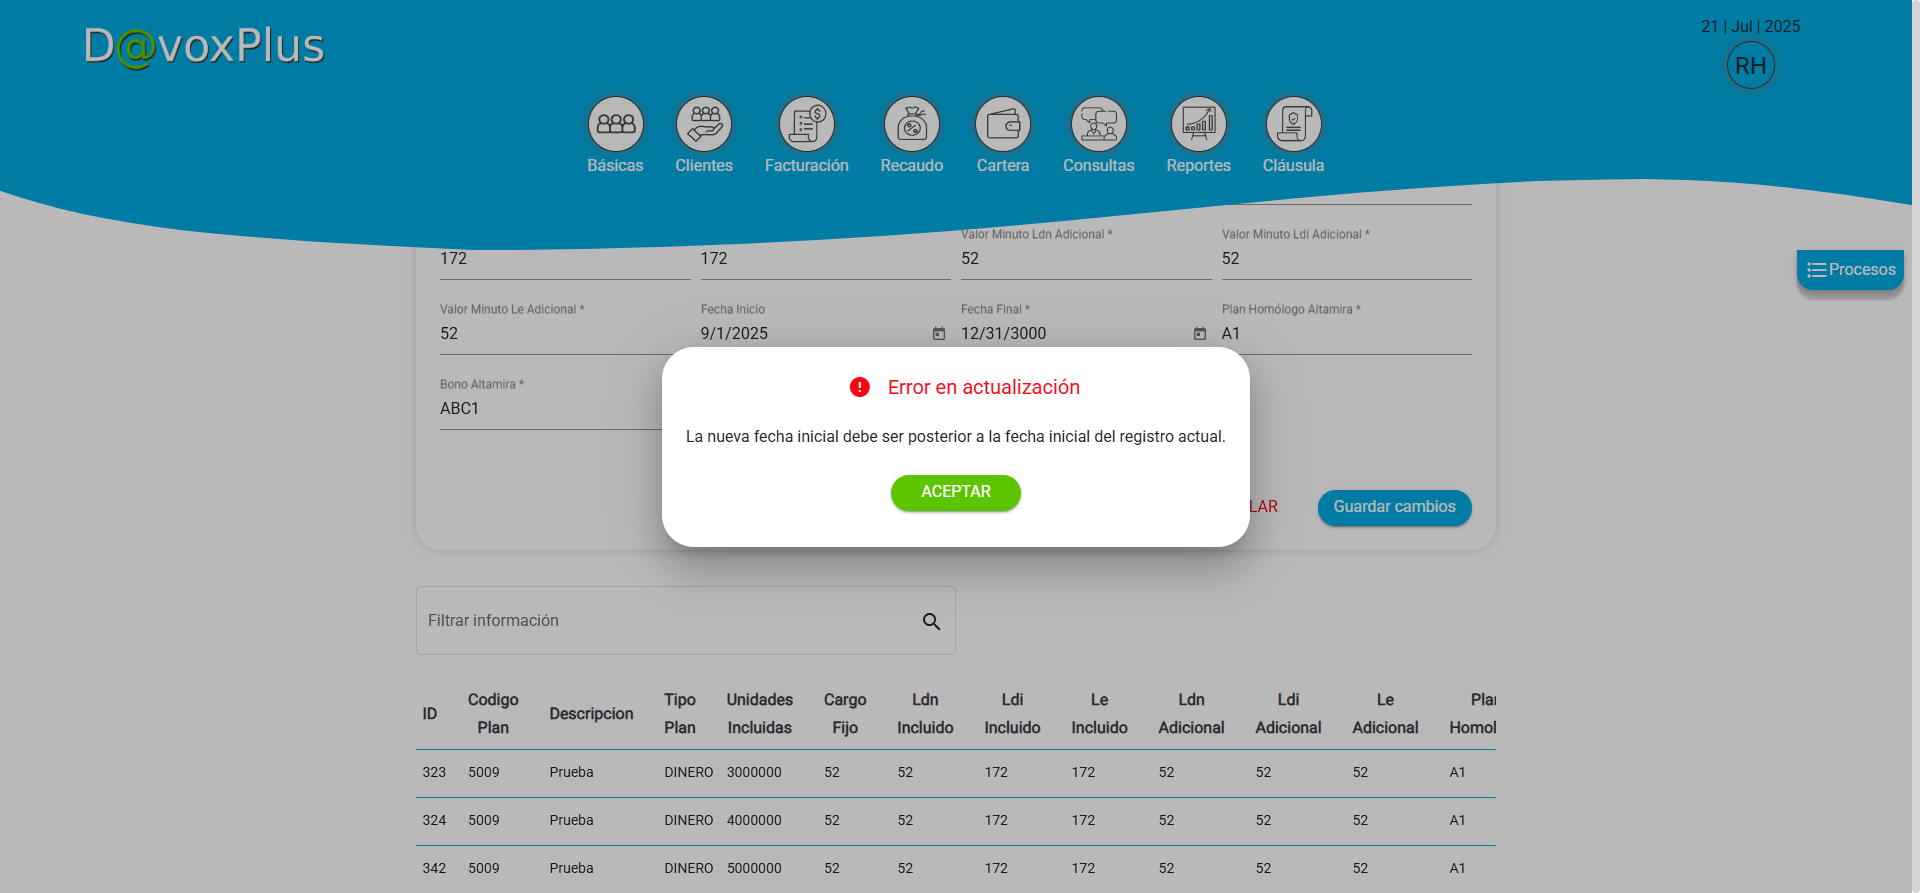 D@voxPlus
21 | Jul | 2025
RH
Básicas Clientes Facturación Recaudo Cartera Consultas Reportes Cláusula
Procesos
Valor Minuto Ldn Adicional * Valor Minuto Ldi Adicional *
172 172 52 52
Valor Minuto Le Adicional * Fecha Inicio Fecha Final * Plan Homólogo Altamira *
52 9/1/2025 12/31/3000 A1
Bono Altamira *
ABC1
Error en actualización
La nueva fecha inicial debe ser posterior a la fecha inicial del registro actual.
ACEPTAR
LAR Guardar cambios
Filtrar información
ID Codigo Plan Descripcion Tipo Plan Unidades Incluidas Cargo Fijo Ldn Incluido Ldi Incluido Le Incluido Ldn Adicional Ldi Adicional Le Adicional Plan Homol
323 5009 Prueba DINERO 3000000 52 52 172 172 52 52 52 A1
324 5009 Prueba DINERO 4000000 52 52 172 172 52 52 52 A1
342 5009 Prueba DINERO 5000000 52 52 172 172 52 52 52 A1